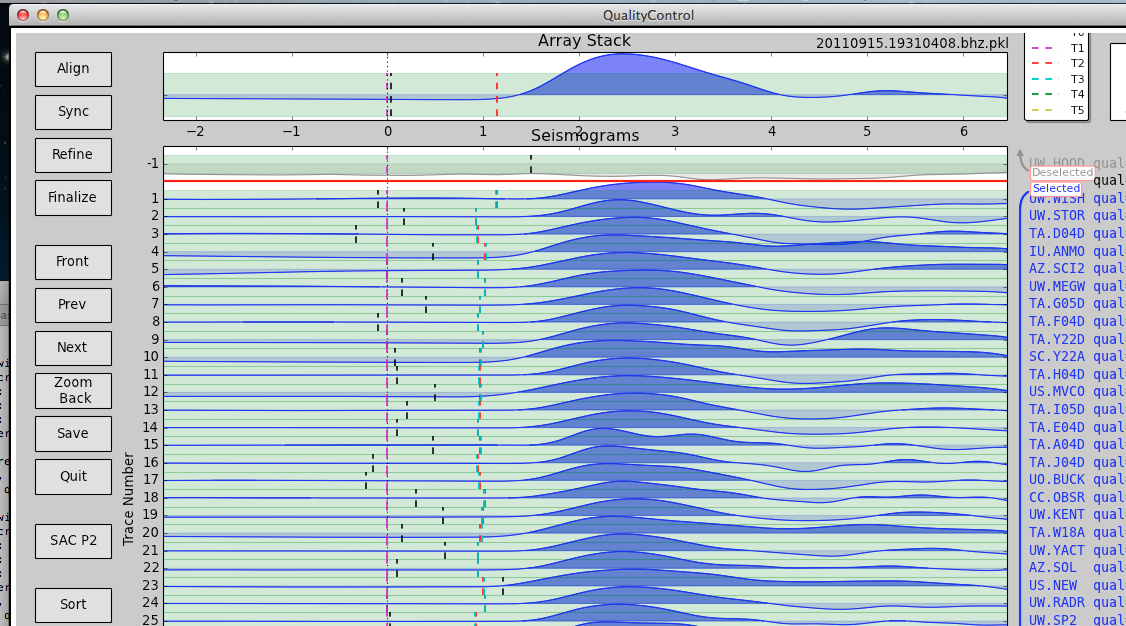 QualityControl
Array Stack
20110915.19310408.bhz.pkl
Align
Sync
Refine
Finalize
Front
Prev
Next
Zoom
Back
Save
Quit
SAC P2
Sort
T1
T2
T3
T4
T5
−2 −1 0 1 2 3 4 5 6
Seismograms
Trace Number
-1
1
2
3
4
5
6
7
8
9
10
11
12
13
14
15
16
17
18
19
20
21
22
23
24
25
UW.HOOD qual
Deselected
qua
Selected
UW.WISH qual
UW.STOR qual
TA.D04D qual
IU.ANMO qual
AZ.SCI2 qual
UW.MEGW qual
TA.G05D qual
TA.F04D qual
TA.Y22D qual
SC.Y22A qual
TA.H04D qual
US.MVCO qual
TA.I05D qual
TA.E04D qual
TA.A04D qual
TA.J04D qual
UO.BUCK qual
CC.OBSR qual
UW.KENT qual
TA.W18A qual
UW.YACT qual
AZ.SOL qual
US.NEW qual
UW.RADR qual
UW.SP2 qual